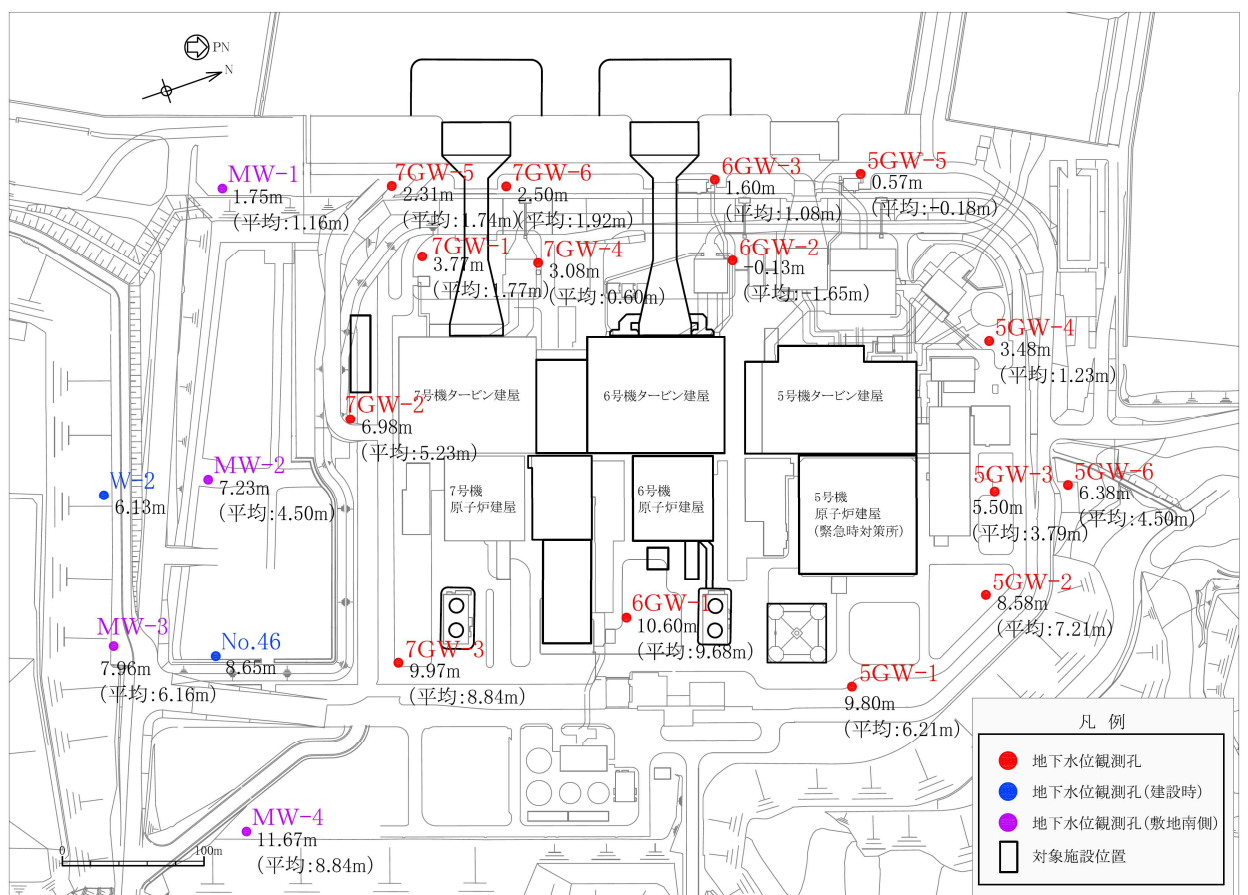 PN
N
MW-1
1.75m
(平均:1.16m)
7GW-5
2.31m
(平均:1.74m)
7GW-6
2.50m
(平均:1.92m)
6GW-3
1.60m
(平均:1.08m)
5GW-5
0.57m
(平均:-0.18m)
7GW-1
3.77m
(平均:1.77m)
7GW-4
3.08m
(平均:0.60m)
6GW-2
-0.13m
(平均:-1.65m)
5GW-4
3.48m
(平均:1.23m)
7号機タービン建屋
6号機タービン建屋
5号機タービン建屋
7GW-2
6.98m
(平均:5.23m)
W-2
6.13m
MW-2
7.23m
(平均:4.50m)
7号機
原子炉建屋
6号機
原子炉建屋
5号機
原子炉建屋
(緊急時対策所)
5GW-3
5.50m
(平均:3.79m)
5GW-6
6.38m
(平均:4.50m)
5GW-2
8.58m
(平均:7.21m)
6GW-1
10.60m
(平均:9.68m)
MW-3
7.96m
(平均:6.16m)
No.46
8.65m
7GW-3
9.97m
(平均:8.84m)
5GW-1
9.80m
(平均:6.21m)
MW-4
11.67m
(平均:8.84m)
0
100m
凡 例
地下水位観測孔
地下水位観測孔(建設時)
地下水位観測孔(敷地南側)
対象施設位置